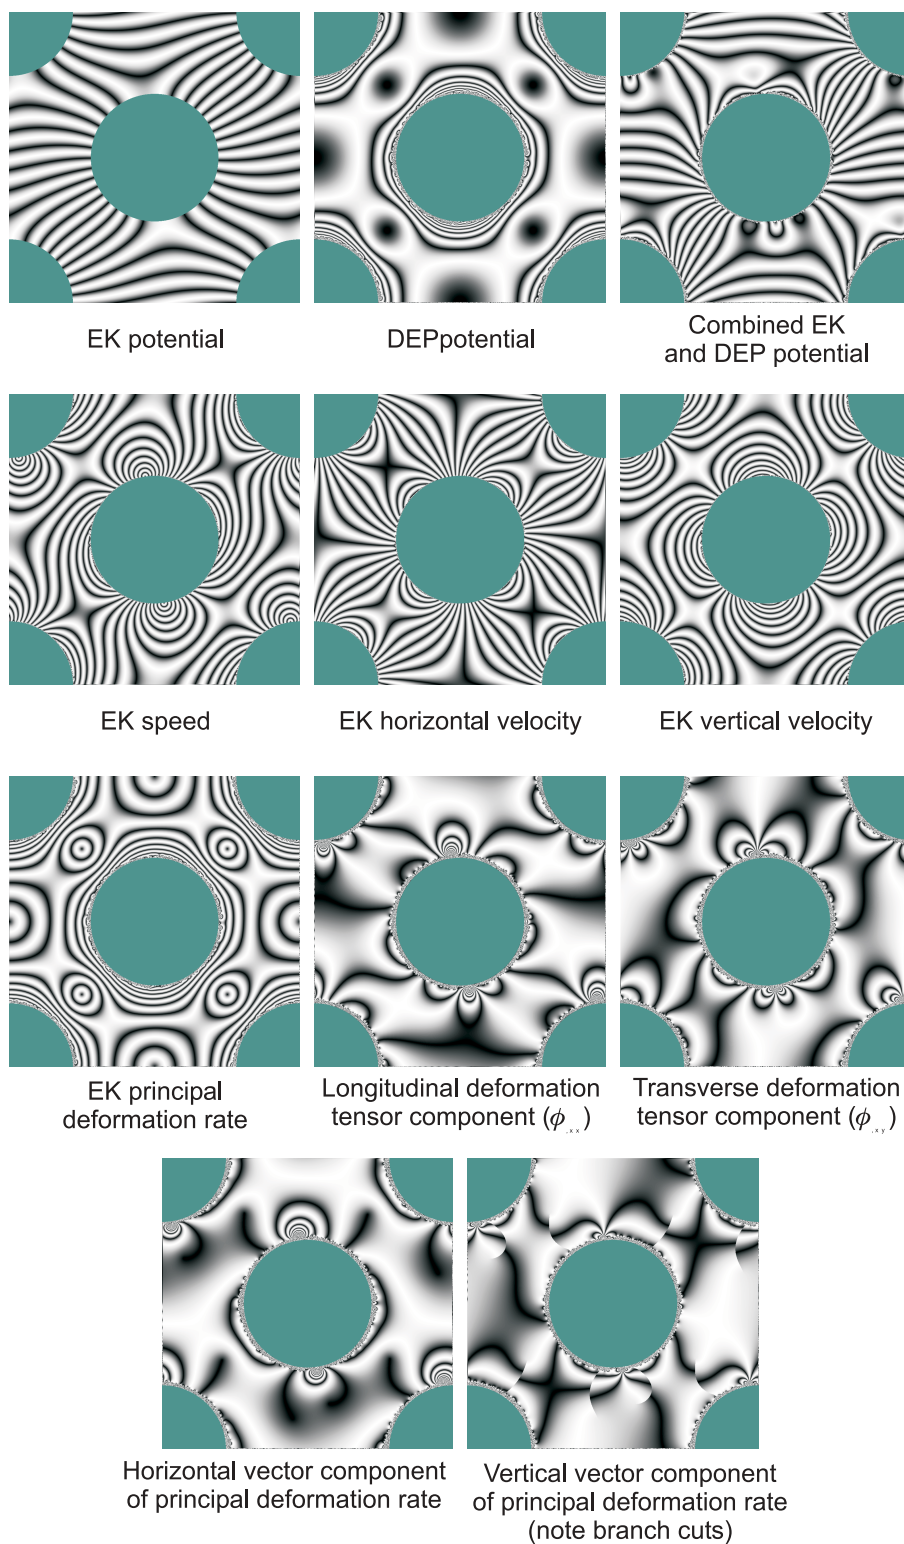 EK potential
DEPpotential
Combined EK
and DEP potential
EK speed
EK horizontal velocity
EK vertical velocity
EK principal
deformation rate
Longitudinal deformation
tensor component (ϕ,xx)
Transverse deformation
tensor component (ϕ,xy)
Horizontal vector component
of principal deformation rate
Vertical vector component
of principal deformation rate
(note branch cuts)